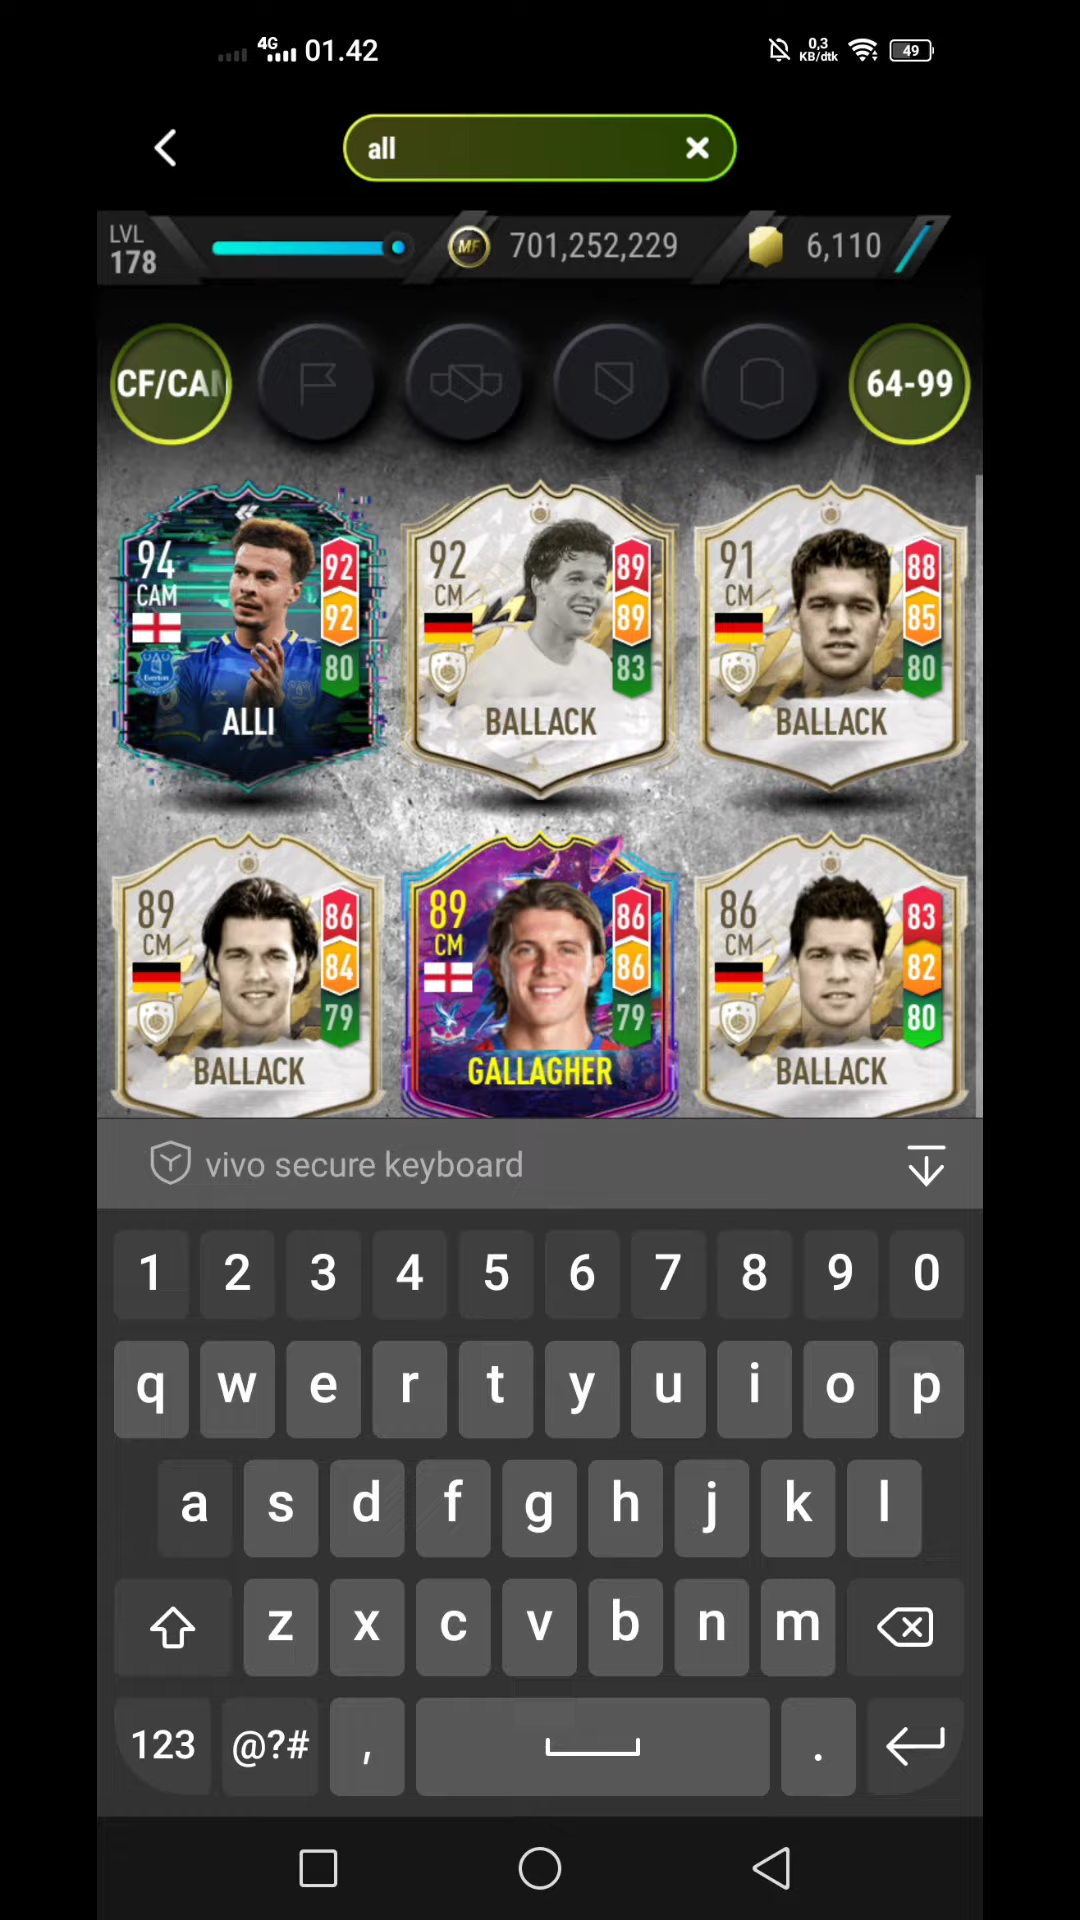 4G 01.42 0,3 KB/dtk 49
all
LVL 178 MF 701,252,229 6,110
CF/CAM 64-99
94 CAM 92 92 80 Everton ALLI
92 CM 89 89 83 BALLACK
91 CM 88 85 80 BALLACK
89 CM 86 84 79 BALLACK
89 CM 86 86 79 GALLAGHER
86 CM 83 82 80 BALLACK
vivo secure keyboard
1 2 3 4 5 6 7 8 9 0
q w e r t y u i o p
a s d f g h j k l
z x c v b n m
123 @?# , .